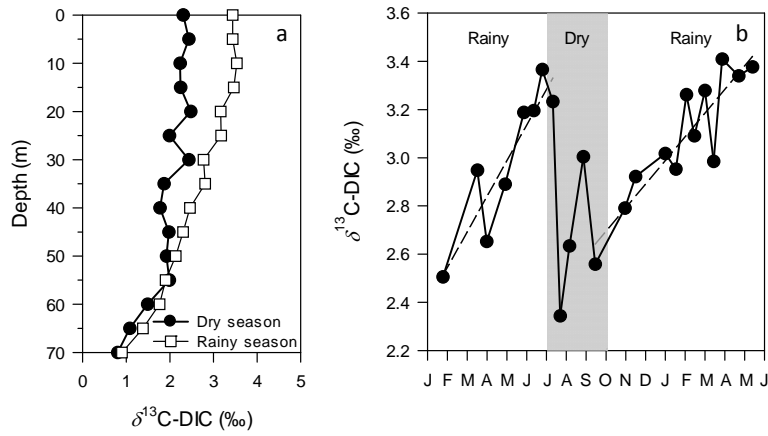 a
0
10
20
30
40
50
60
70
Depth (m)
Dry season
Rainy season
0 1 2 3 4 5
δ¹³C-DIC (‰)
b
Rainy Dry Rainy
3.6
3.4
3.2
3.0
2.8
2.6
2.4
2.2
δ¹³C-DIC (‰)
J F M A M J J A S O N D J F M A M J